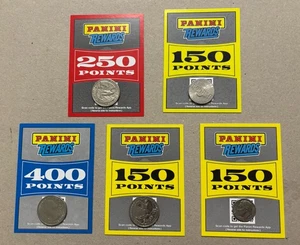 PANINI
REWARDS
250
POINTS
PANINI
REWARDS
150
POINTS
PANINI
REWARDS
400
POINTS
PANINI
REWARDS
150
POINTS
PANINI
REWARDS
150
POINTS